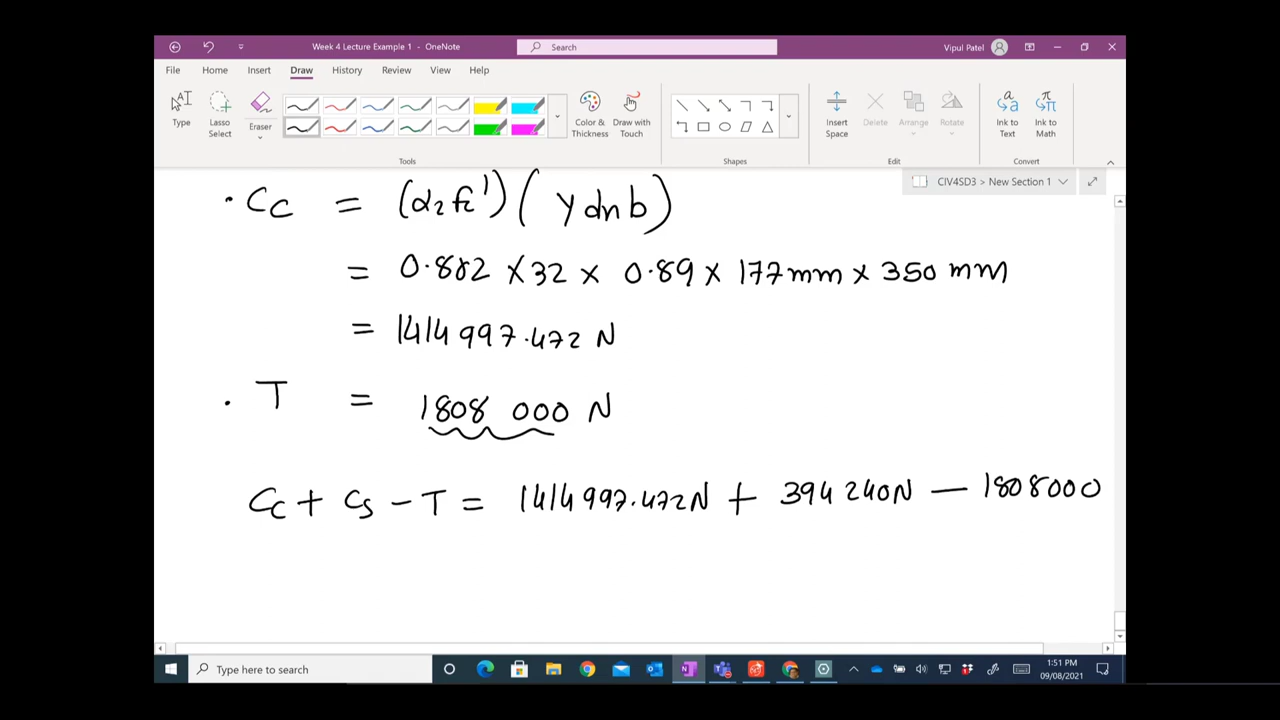 Week 4 Lecture Example 1 - OneNote
Search
Vipul Patel
File Home Insert Draw History Review View Help
Type
Lasso Select
Eraser
Color & Thickness
Draw with Touch
Insert Space
Delete
Arrange
Rotate
Ink to Text
Ink to Math
Tools
Shapes
Edit
Convert
CIV4SD3 > New Section 1
· Cc = (α2 fc') (γ dn b)
= 0.882 × 32 × 0.89 × 177 mm × 350 mm
= 1414 997.472 N
· T = 1808 000 N
Cc + Cs - T = 1414 997.472N + 394 240N - 1808000
Type here to search
1:51 PM
09/08/2021